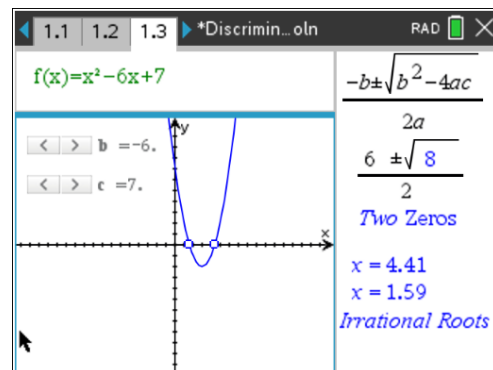 1.1 1.2 1.3 *Discrimin...oln RAD
f(x)=x²−6x+7
< > b =-6.
< > c =7.
y
x
-b±√b²−4ac
2a
6 ±√8
2
Two Zeros
x = 4.41
x = 1.59
Irrational Roots